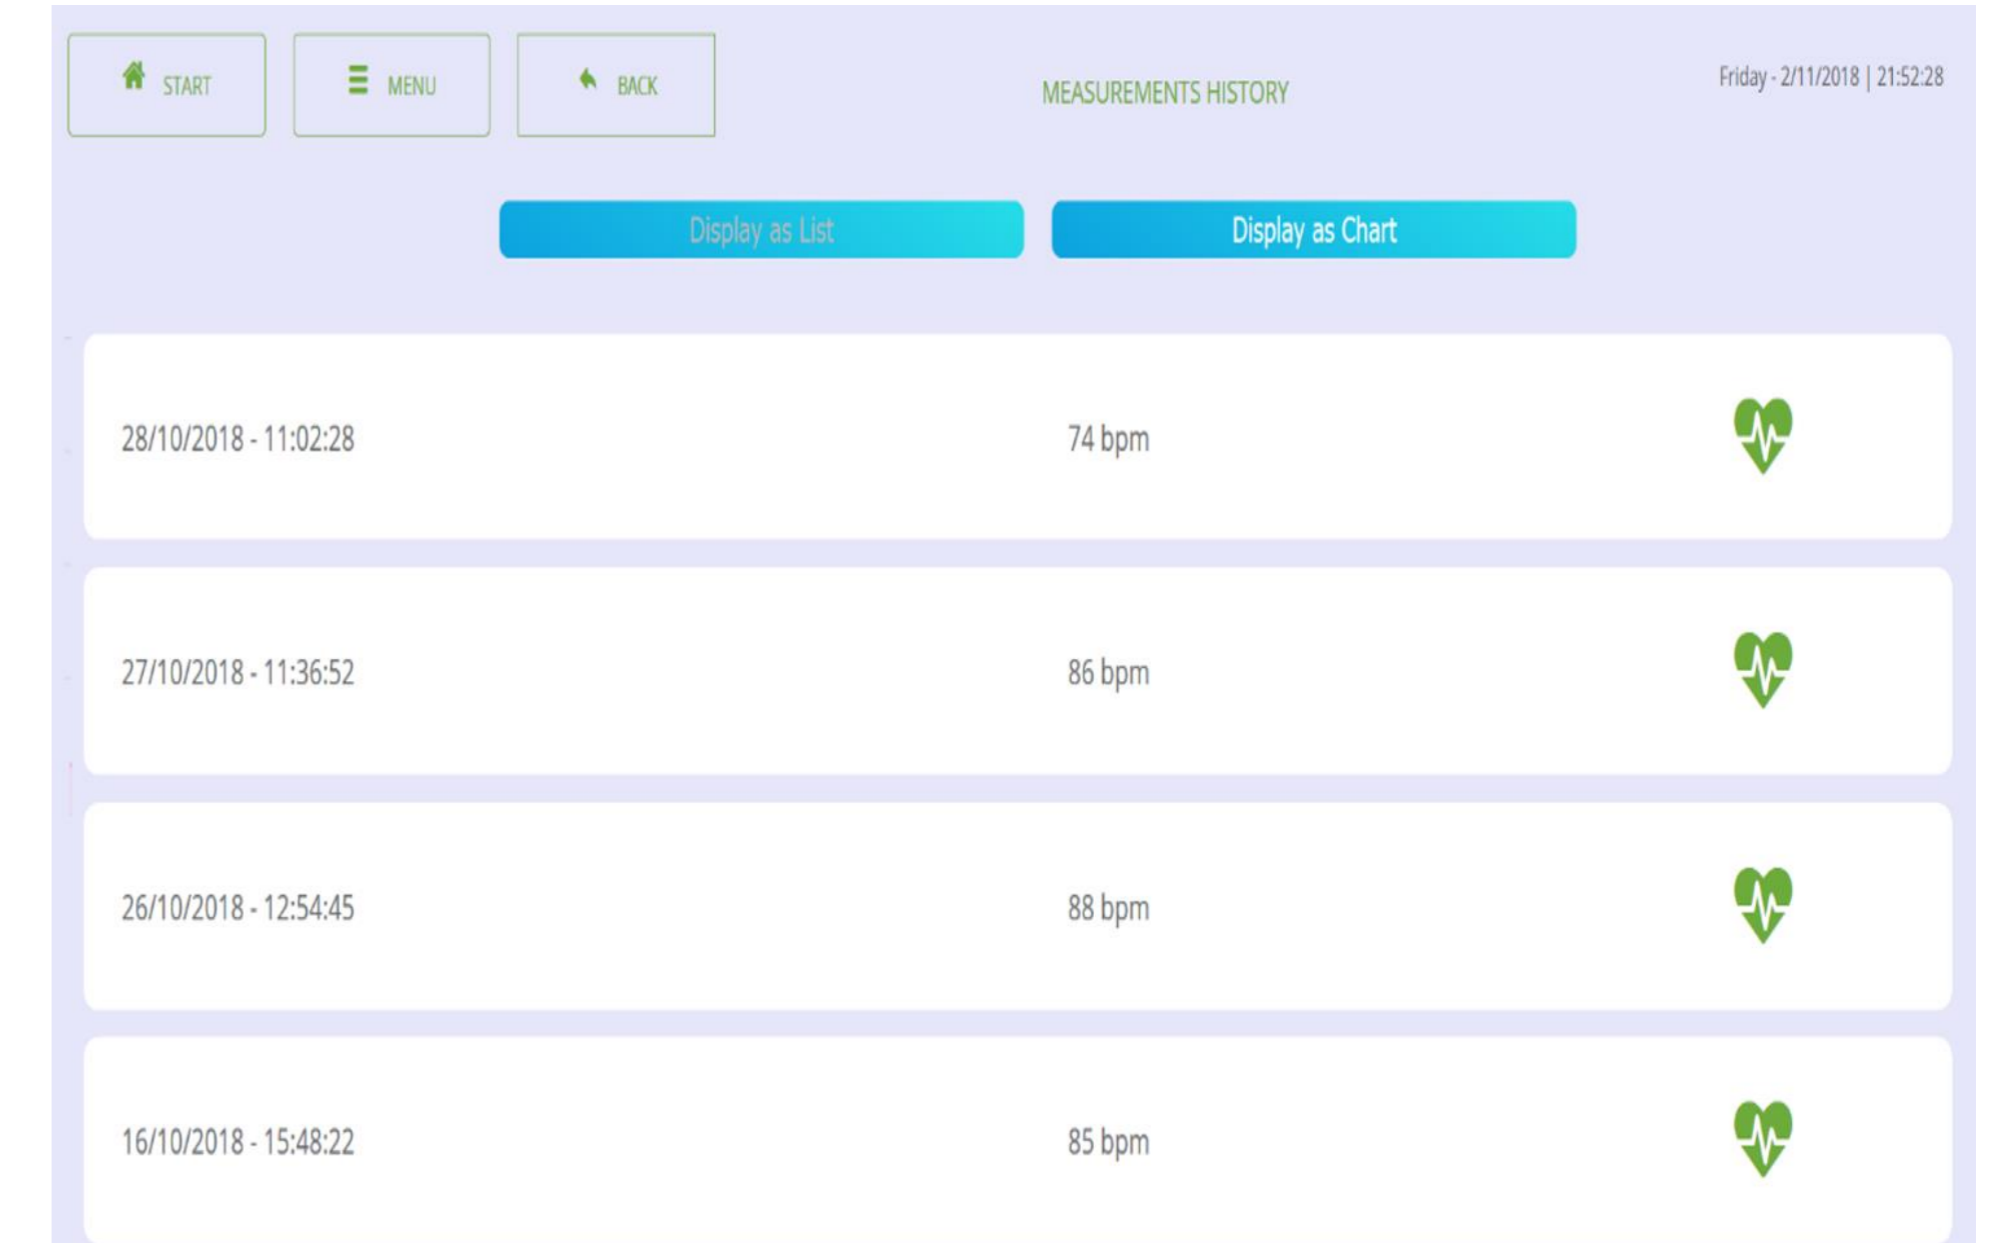 START
MENU
BACK
MEASUREMENTS HISTORY
Friday - 2/11/2018 | 21:52:28
Display as List
Display as Chart
28/10/2018 - 11:02:28
74 bpm
27/10/2018 - 11:36:52
86 bpm
26/10/2018 - 12:54:45
88 bpm
16/10/2018 - 15:48:22
85 bpm